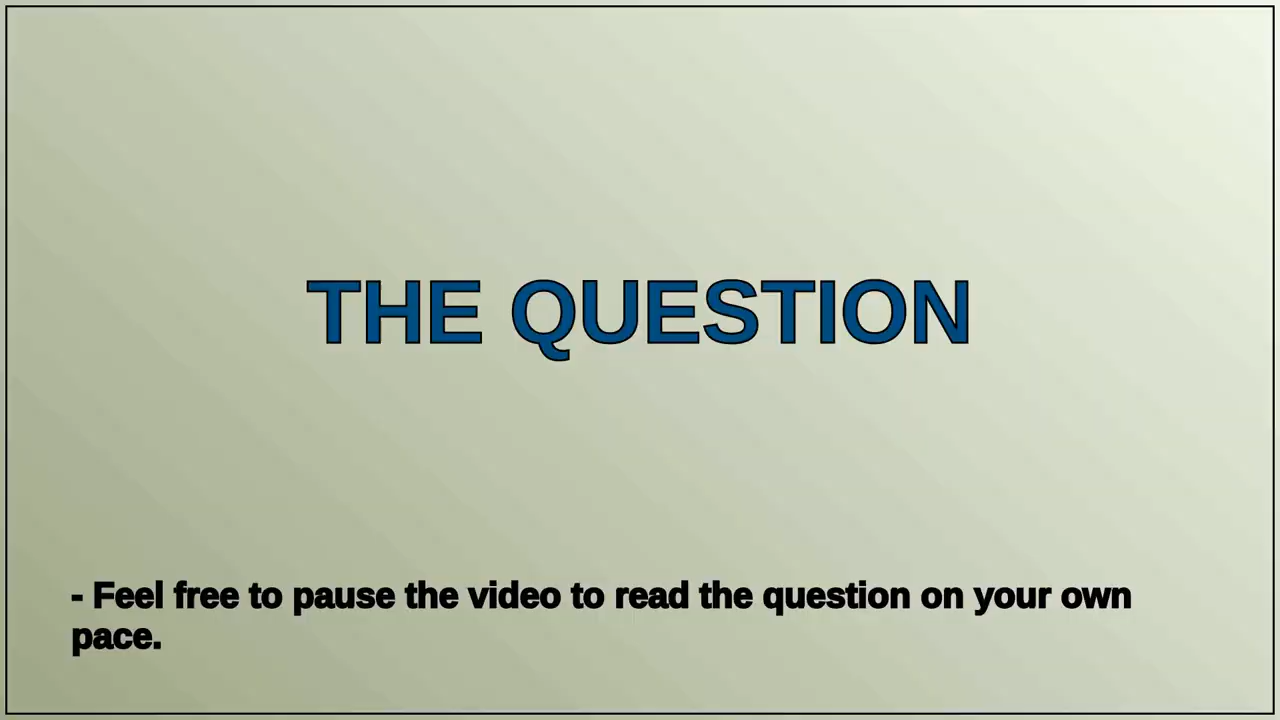 THE QUESTION
- Feel free to pause the video to read the question on your own
pace.